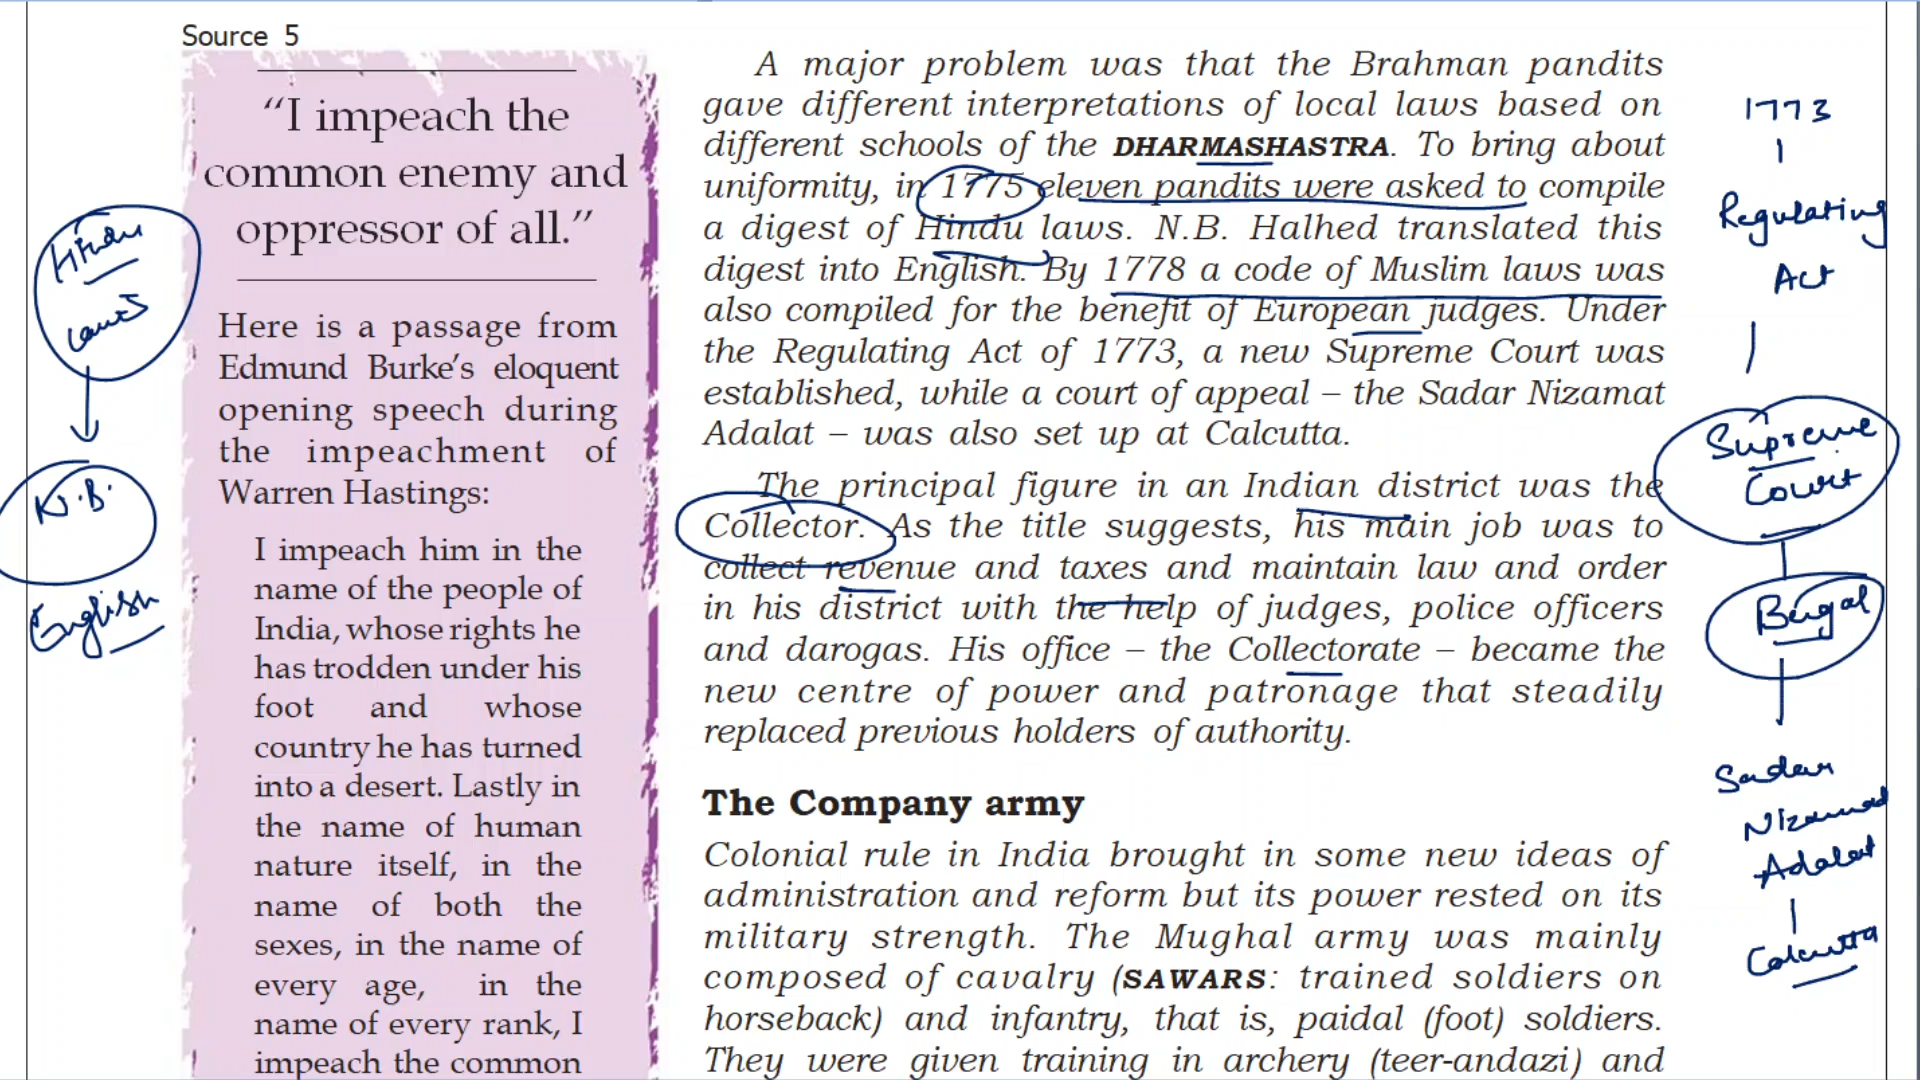 Source 5
“I impeach the
common enemy and
oppressor of all.”
Here is a passage from
Edmund Burke’s eloquent
opening speech during
the impeachment of
Warren Hastings:
I impeach him in the
name of the people of
India, whose rights he
has trodden under his
foot and whose
country he has turned
into a desert. Lastly in
the name of human
nature itself, in the
name of both the
sexes, in the name of
every age, in the
name of every rank, I
impeach the common
A major problem was that the Brahman pandits
gave different interpretations of local laws based on
different schools of the DHARMASHASTRA. To bring about
uniformity, in 1775 eleven pandits were asked to compile
a digest of Hindu laws. N.B. Halhed translated this
digest into English. By 1778 a code of Muslim laws was
also compiled for the benefit of European judges. Under
the Regulating Act of 1773, a new Supreme Court was
established, while a court of appeal – the Sadar Nizamat
Adalat – was also set up at Calcutta.
The principal figure in an Indian district was the
Collector. As the title suggests, his main job was to
collect revenue and taxes and maintain law and order
in his district with the help of judges, police officers
and darogas. His office – the Collectorate – became the
new centre of power and patronage that steadily
replaced previous holders of authority.
The Company army
Colonial rule in India brought in some new ideas of
administration and reform but its power rested on its
military strength. The Mughal army was mainly
composed of cavalry (SAWARS: trained soldiers on
horseback) and infantry, that is, paidal (foot) soldiers.
They were given training in archery (teer-andazi) and
Hindu
Laws
N.B.
English
1773
Regulating
Act
Supreme
Court
Bengal
Sadar
Nizamad
Adalat
Calcutta